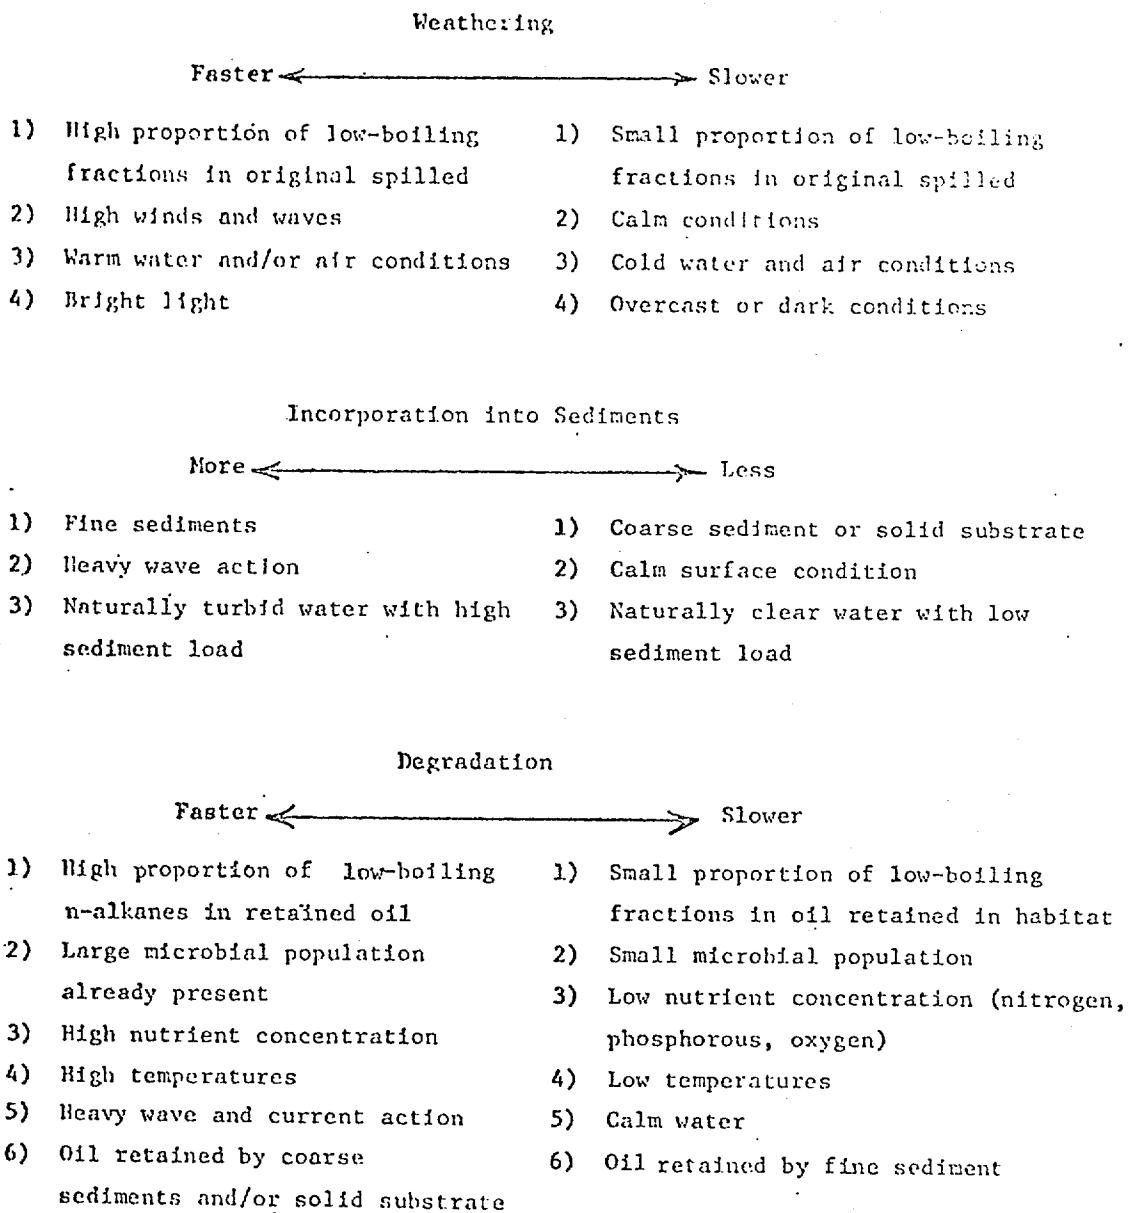 Weathering
Faster Slower
1) High proportion of low-boiling
fractions in original spilled
2) High winds and waves
3) Warm water and/or air conditions
4) Bright light
1) Small proportion of low-boiling
fractions in original spilled
2) Calm conditions
3) Cold water and air conditions
4) Overcast or dark conditions
Incorporation into Sediments
More Less
1) Fine sediments
2) Heavy wave action
3) Naturally turbid water with high
sediment load
1) Coarse sediment or solid substrate
2) Calm surface condition
3) Naturally clear water with low
sediment load
Degradation
Faster Slower
1) High proportion of low-boiling
n-alkanes in retained oil
2) Large microbial population
already present
3) High nutrient concentration
4) High temperatures
5) Heavy wave and current action
6) Oil retained by coarse
sediments and/or solid substrate
1) Small proportion of low-boiling
fractions in oil retained in habitat
2) Small microbial population
3) Low nutrient concentration (nitrogen,
phosphorous, oxygen)
4) Low temperatures
5) Calm water
6) Oil retained by fine sediment